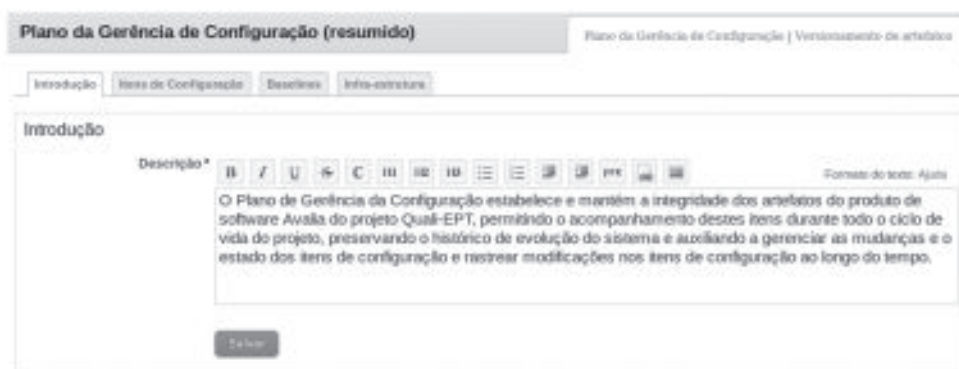 Plano da Gerência de Configuração (resumido)
Plano da Gerência de Configuração | Versionamento de artefatos
Introdução Itens de Configuração Baselines Infra-estrutura
Introdução
Descrição *
B I U S C H1 H2 H3 PRE
Formato do texto: Ajuda
O Plano de Gerência da Configuração estabelece e mantém a integridade dos artefatos do produto de
software Avalia do projeto Quali-EPT, permitindo o acompanhamento destes itens durante todo o ciclo de
vida do projeto, preservando o histórico de evolução do sistema e auxiliando a gerenciar as mudanças e o
estado dos itens de configuração e rastrear modificações nos itens de configuração ao longo do tempo.
Salvar